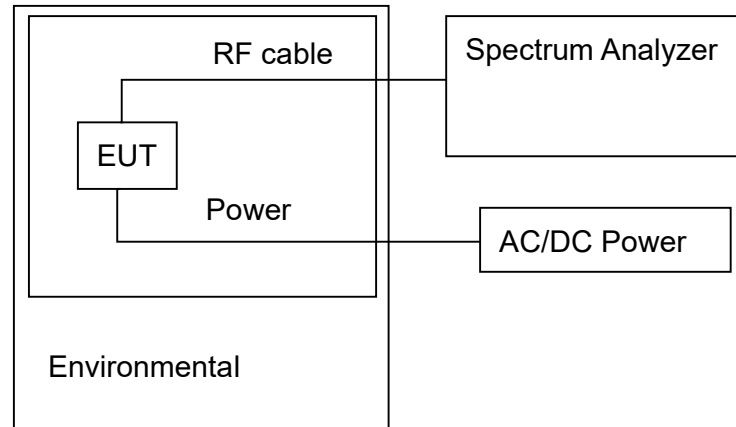 RF cable
Spectrum Analyzer
EUT
Power
AC/DC Power
Environmental